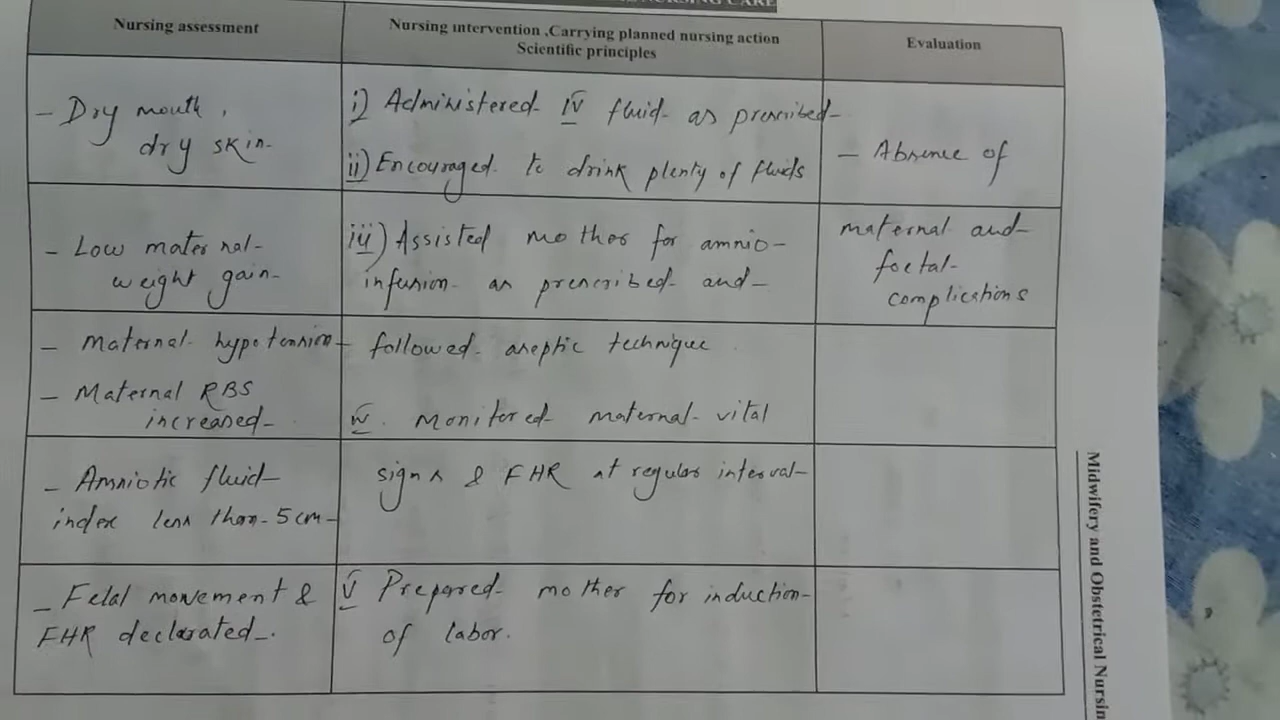 NURSING CARE
Nursing assessment
Nursing intervention ,Carrying planned nursing action
Scientific principles
Evaluation
- Dry mouth,
dry skin.
i) Administered IV fluid as prescribed
ii) Encouraged to drink plenty of fluids
- Absence of
- Low maternal
weight gain
iii) Assisted mother for amnio-
infusion as prescribed and
maternal and
foetal
complications
- Maternal hypotension
- Maternal RBS
increased
followed aseptic technique
iv. Monitored maternal vital
- Amniotic fluid
index less than 5cm
signs & FHR at regular interval
- Fetal movement &
FHR declarated.
v Prepared mother for induction
of labor.
Midwifery and Obstetrical Nursin